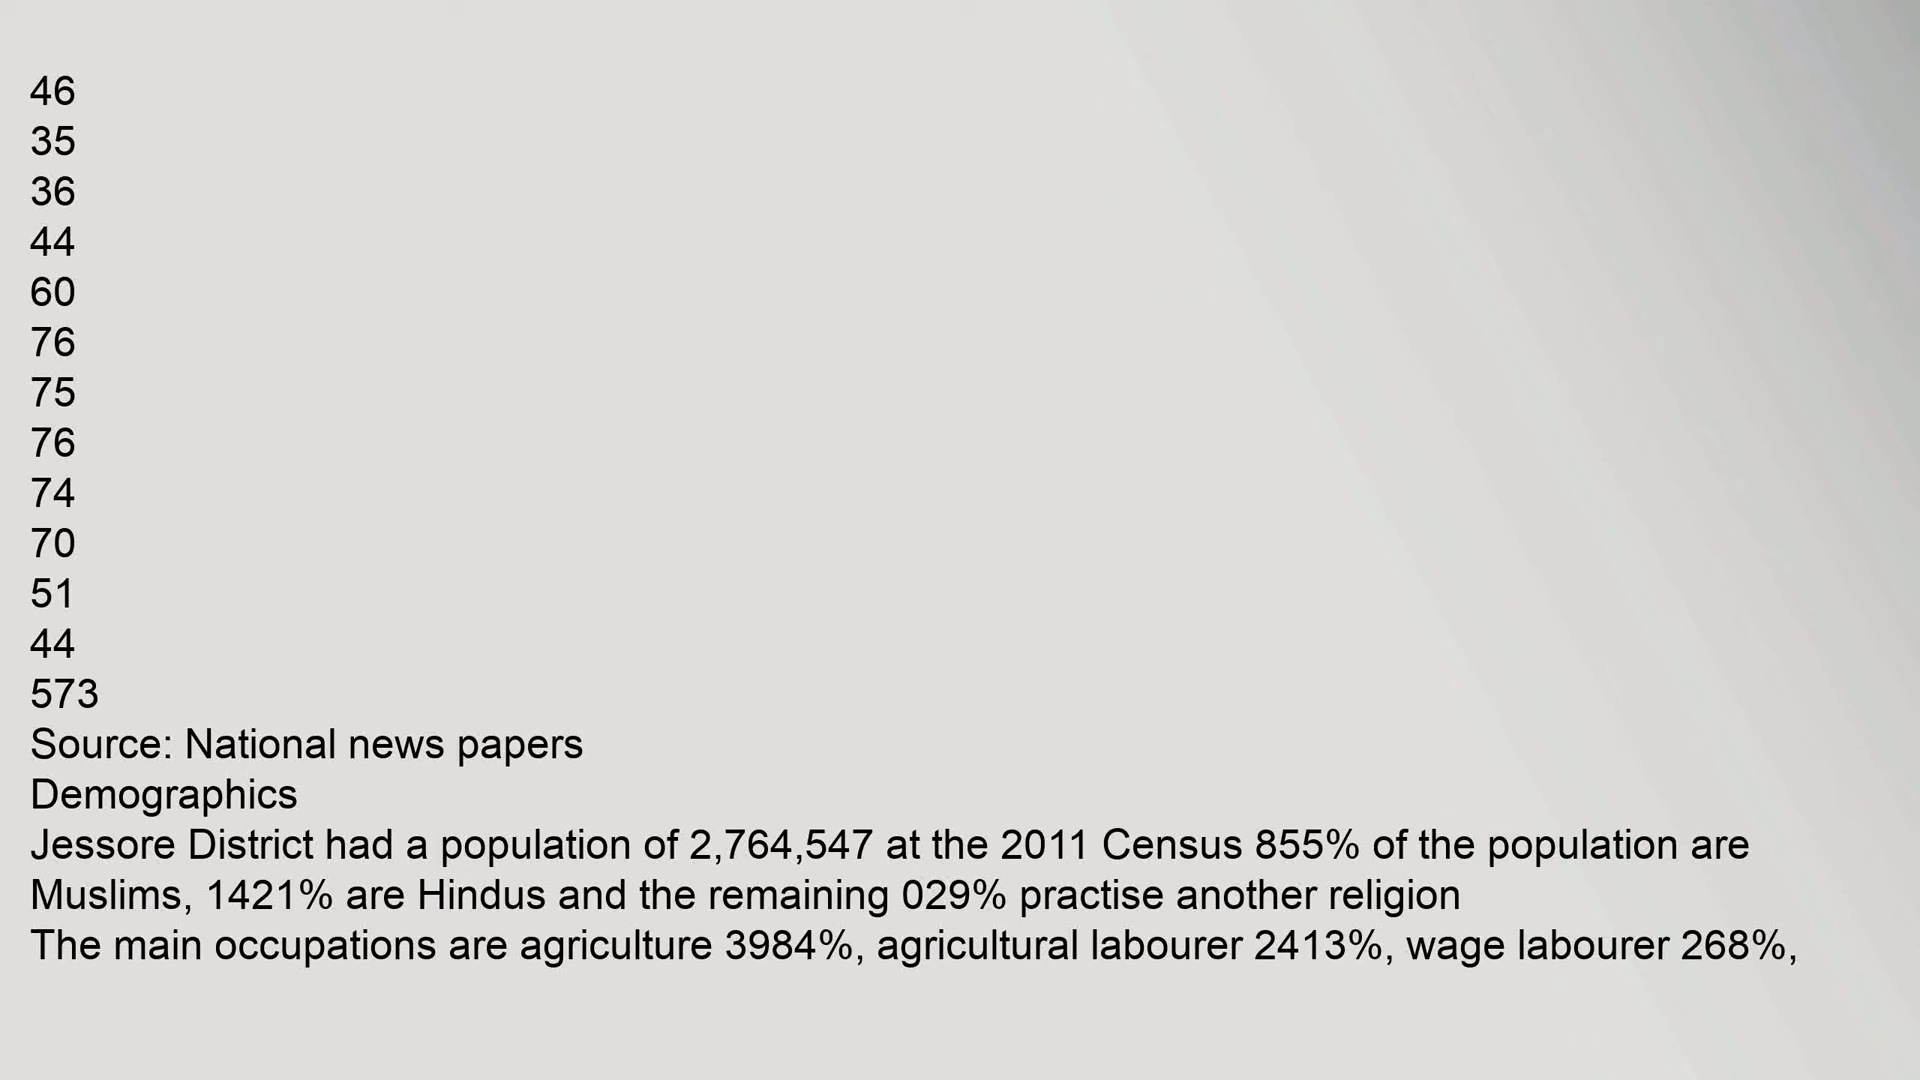 46
35
36
44
60
76
75
76
74
70
51
44
573
Source: National news papers
Demographics
Jessore District had a population of 2,764,547 at the 2011 Census 855% of the population are
Muslims, 1421% are Hindus and the remaining 029% practise another religion
The main occupations are agriculture 3984%, agricultural labourer 2413%, wage labourer 268%,